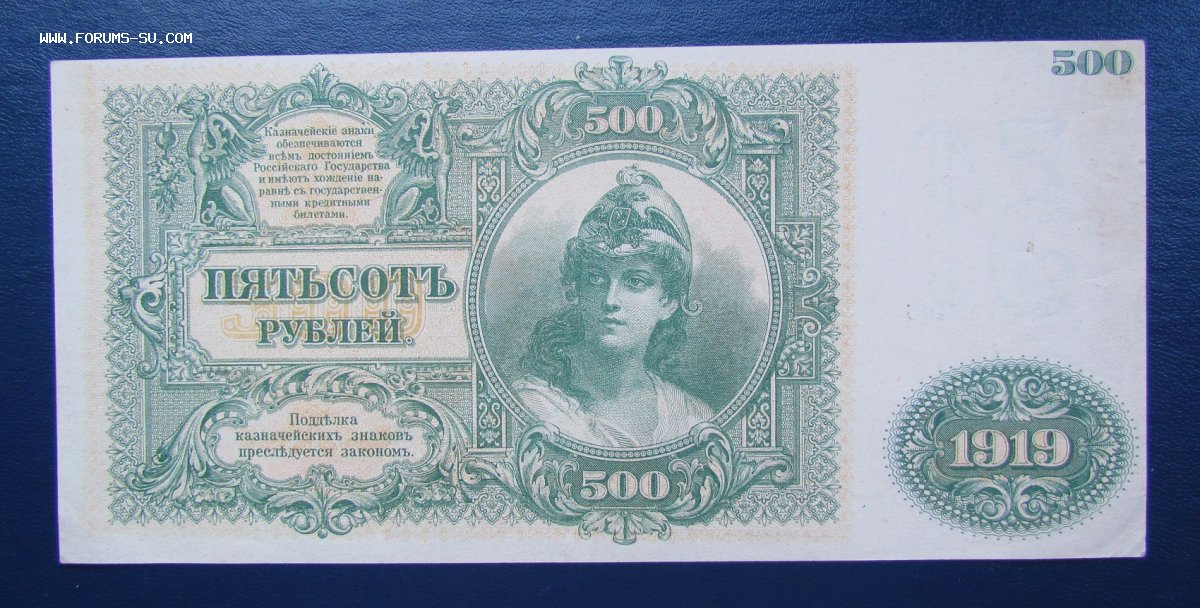 WWW.FORUMS-SU.COM
500
Казначейскіе знаки
обезпечиваются
всѣмъ достояніемъ
Россійскаго Государства
и имѣютъ хожденіе на-
равнѣ съ государствен-
ными кредитными
билетами.
500
ПЯТЬСОТЪ
РУБЛЕЙ.
Поддѣлка
казначейскихъ знаковъ
преслѣдуется закономъ.
500
1919